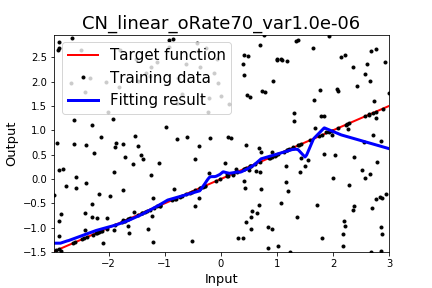 CN_linear_oRate70_var1.0e-06
Target function
Training data
Fitting result
2.5
2.0
1.5
1.0
0.5
0.0
−0.5
−1.0
−1.5
Output
−2 −1 0 1 2 3
Input